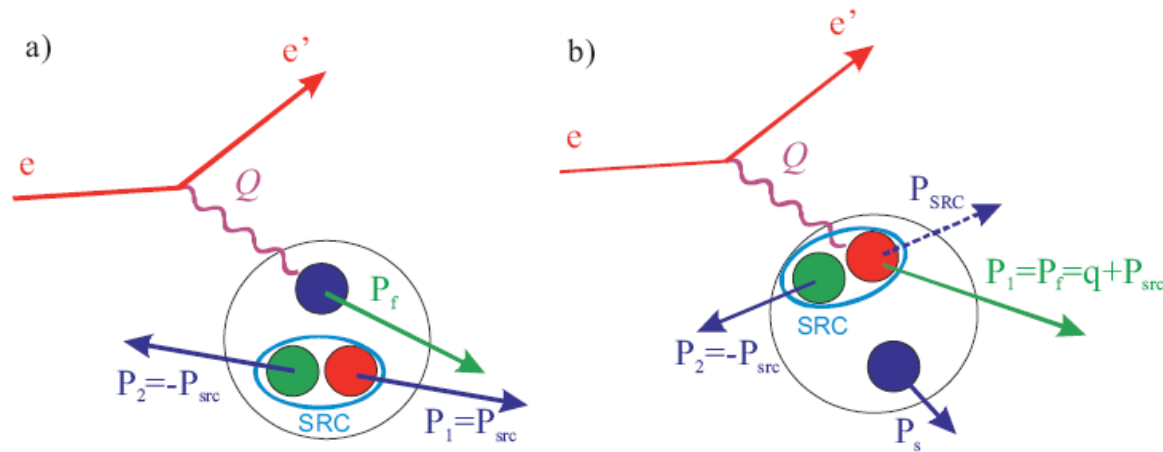 a)
e'
e
Q
P_f
P_2=-P_src
SRC
P_1=P_src
b)
e'
e
Q
P_SRC
P_1=P_f=q+P_src
SRC
P_2=-P_src
P_s